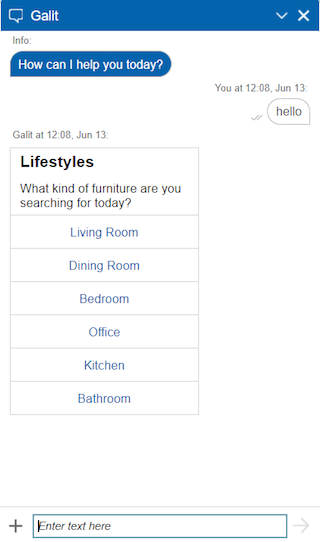 Galit
Info:
How can I help you today?
You at 12:08, Jun 13:
hello
Galit at 12:08, Jun 13:
Lifestyles
What kind of furniture are you
searching for today?
Living Room
Dining Room
Bedroom
Office
Kitchen
Bathroom
Enter text here